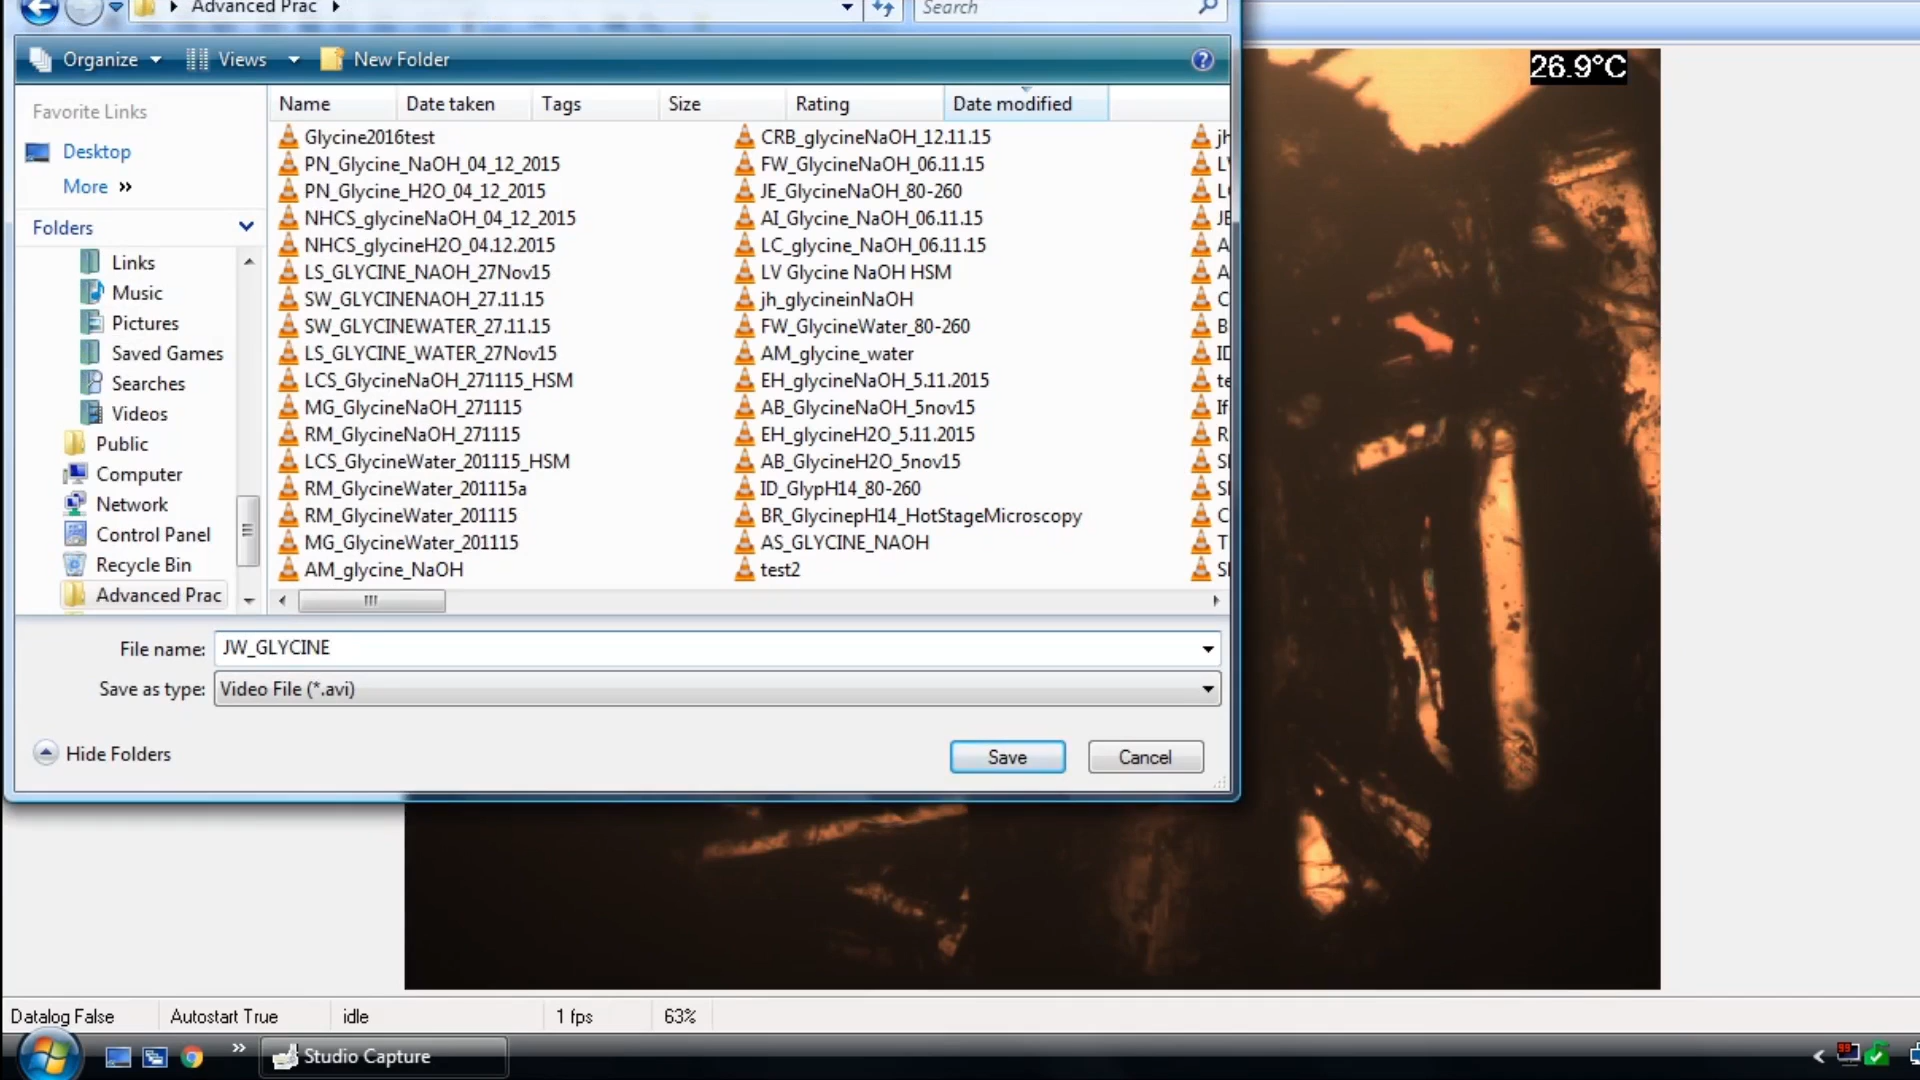 Advanced Prac
Search
Organize
Views
New Folder
26.9°C
Favorite Links
Desktop
More »
Folders
Links
Music
Pictures
Saved Games
Searches
Videos
Public
Computer
Network
Control Panel
Recycle Bin
Advanced Prac
Name Date taken Tags Size Rating Date modified
Glycine2016test
PN_Glycine_NaOH_04_12_2015
PN_Glycine_H2O_04_12_2015
NHCS_glycineNaOH_04_12_2015
NHCS_glycineH2O_04.12.2015
LS_GLYCINE_NAOH_27Nov15
SW_GLYCINENAOH_27.11.15
SW_GLYCINEWATER_27.11.15
LS_GLYCINE_WATER_27Nov15
LCS_GlycineNaOH_271115_HSM
MG_GlycineNaOH_271115
RM_GlycineNaOH_271115
LCS_GlycineWater_201115_HSM
RM_GlycineWater_201115a
RM_GlycineWater_201115
MG_GlycineWater_201115
AM_glycine_NaOH
CRB_glycineNaOH_12.11.15
FW_GlycineNaOH_06.11.15
JE_GlycineNaOH_80-260
AI_Glycine_NaOH_06.11.15
LC_glycine_NaOH_06.11.15
LV Glycine NaOH HSM
jh_glycineinNaOH
FW_GlycineWater_80-260
AM_glycine_water
EH_glycineNaOH_5.11.2015
AB_GlycineNaOH_5nov15
EH_glycineH2O_5.11.2015
AB_GlycineH2O_5nov15
ID_GlypH14_80-260
BR_GlycinepH14_HotStageMicroscopy
AS_GLYCINE_NAOH
test2
File name: JW_GLYCINE
Save as type: Video File (*.avi)
Hide Folders
Save
Cancel
Datalog False Autostart True idle 1 fps 63%
Studio Capture